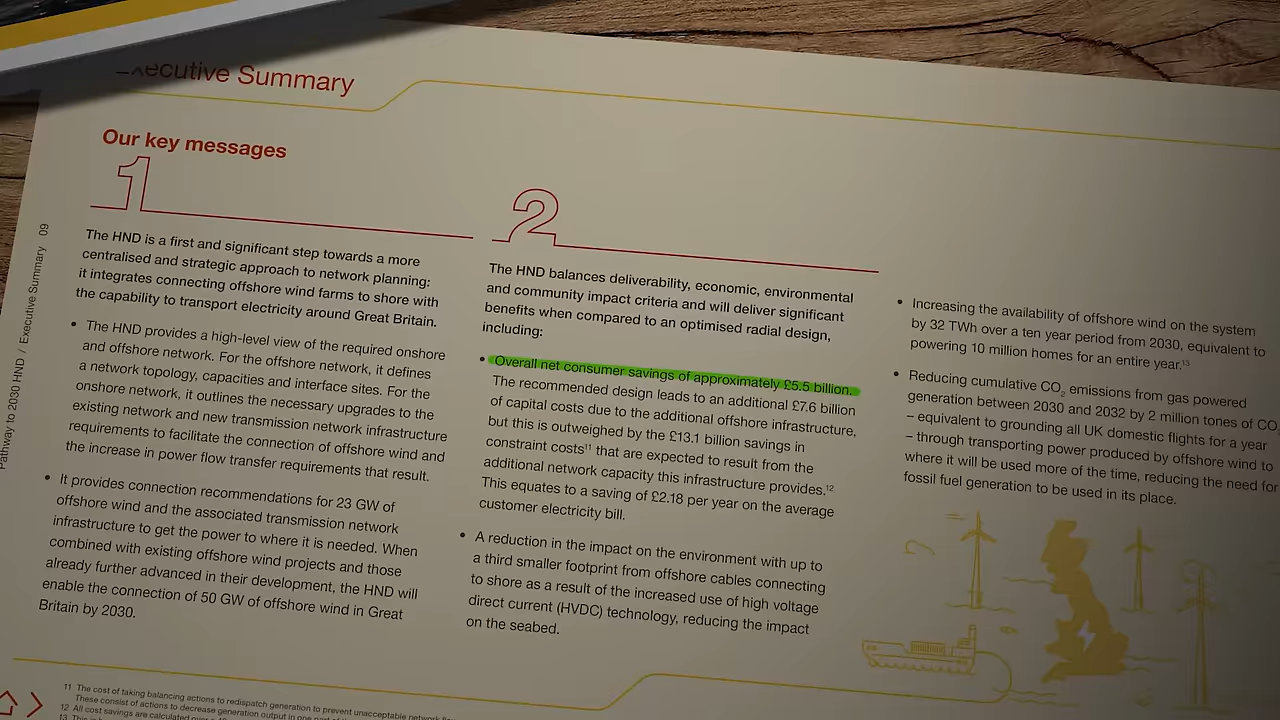 Executive Summary
Our key messages
1
The HND is a first and significant step towards a more
centralised and strategic approach to network planning:
it integrates connecting offshore wind farms to shore with
the capability to transport electricity around Great Britain.
• The HND provides a high-level view of the required onshore
and offshore network. For the offshore network, it defines
a network topology, capacities and interface sites. For the
onshore network, it outlines the necessary upgrades to the
existing network and new transmission network infrastructure
requirements to facilitate the connection of offshore wind and
the increase in power flow transfer requirements that result.
• It provides connection recommendations for 23 GW of
offshore wind and the associated transmission network
infrastructure to get the power to where it is needed. When
combined with existing offshore wind projects and those
already further advanced in their development, the HND will
enable the connection of 50 GW of offshore wind in Great
Britain by 2030.
2
The HND balances deliverability, economic, environmental
and community impact criteria and will deliver significant
benefits when compared to an optimised radial design,
including:
• Overall net consumer savings of approximately £5.5 billion.
The recommended design leads to an additional £7.6 billion
of capital costs due to the additional offshore infrastructure,
but this is outweighed by the £13.1 billion savings in
constraint costs¹¹ that are expected to result from the
additional network capacity this infrastructure provides.¹²
This equates to a saving of £2.18 per year on the average
customer electricity bill.
• A reduction in the impact on the environment with up to
a third smaller footprint from offshore cables connecting
to shore as a result of the increased use of high voltage
direct current (HVDC) technology, reducing the impact
on the seabed.
• Increasing the availability of offshore wind on the system
by 32 TWh over a ten year period from 2030, equivalent to
powering 10 million homes for an entire year.¹³
• Reducing cumulative CO₂ emissions from gas powered
generation between 2030 and 2032 by 2 million tones of CO
– equivalent to grounding all UK domestic flights for a year
– through transporting power produced by offshore wind to
where it will be used more of the time, reducing the need for
fossil fuel generation to be used in its place.
Pathway to 2030 HND / Executive Summary 09
11 The cost of taking balancing actions to redispatch generation to prevent unacceptable network
These consist of actions to decrease generation output in one
12 All cost savings are calculated
13 This